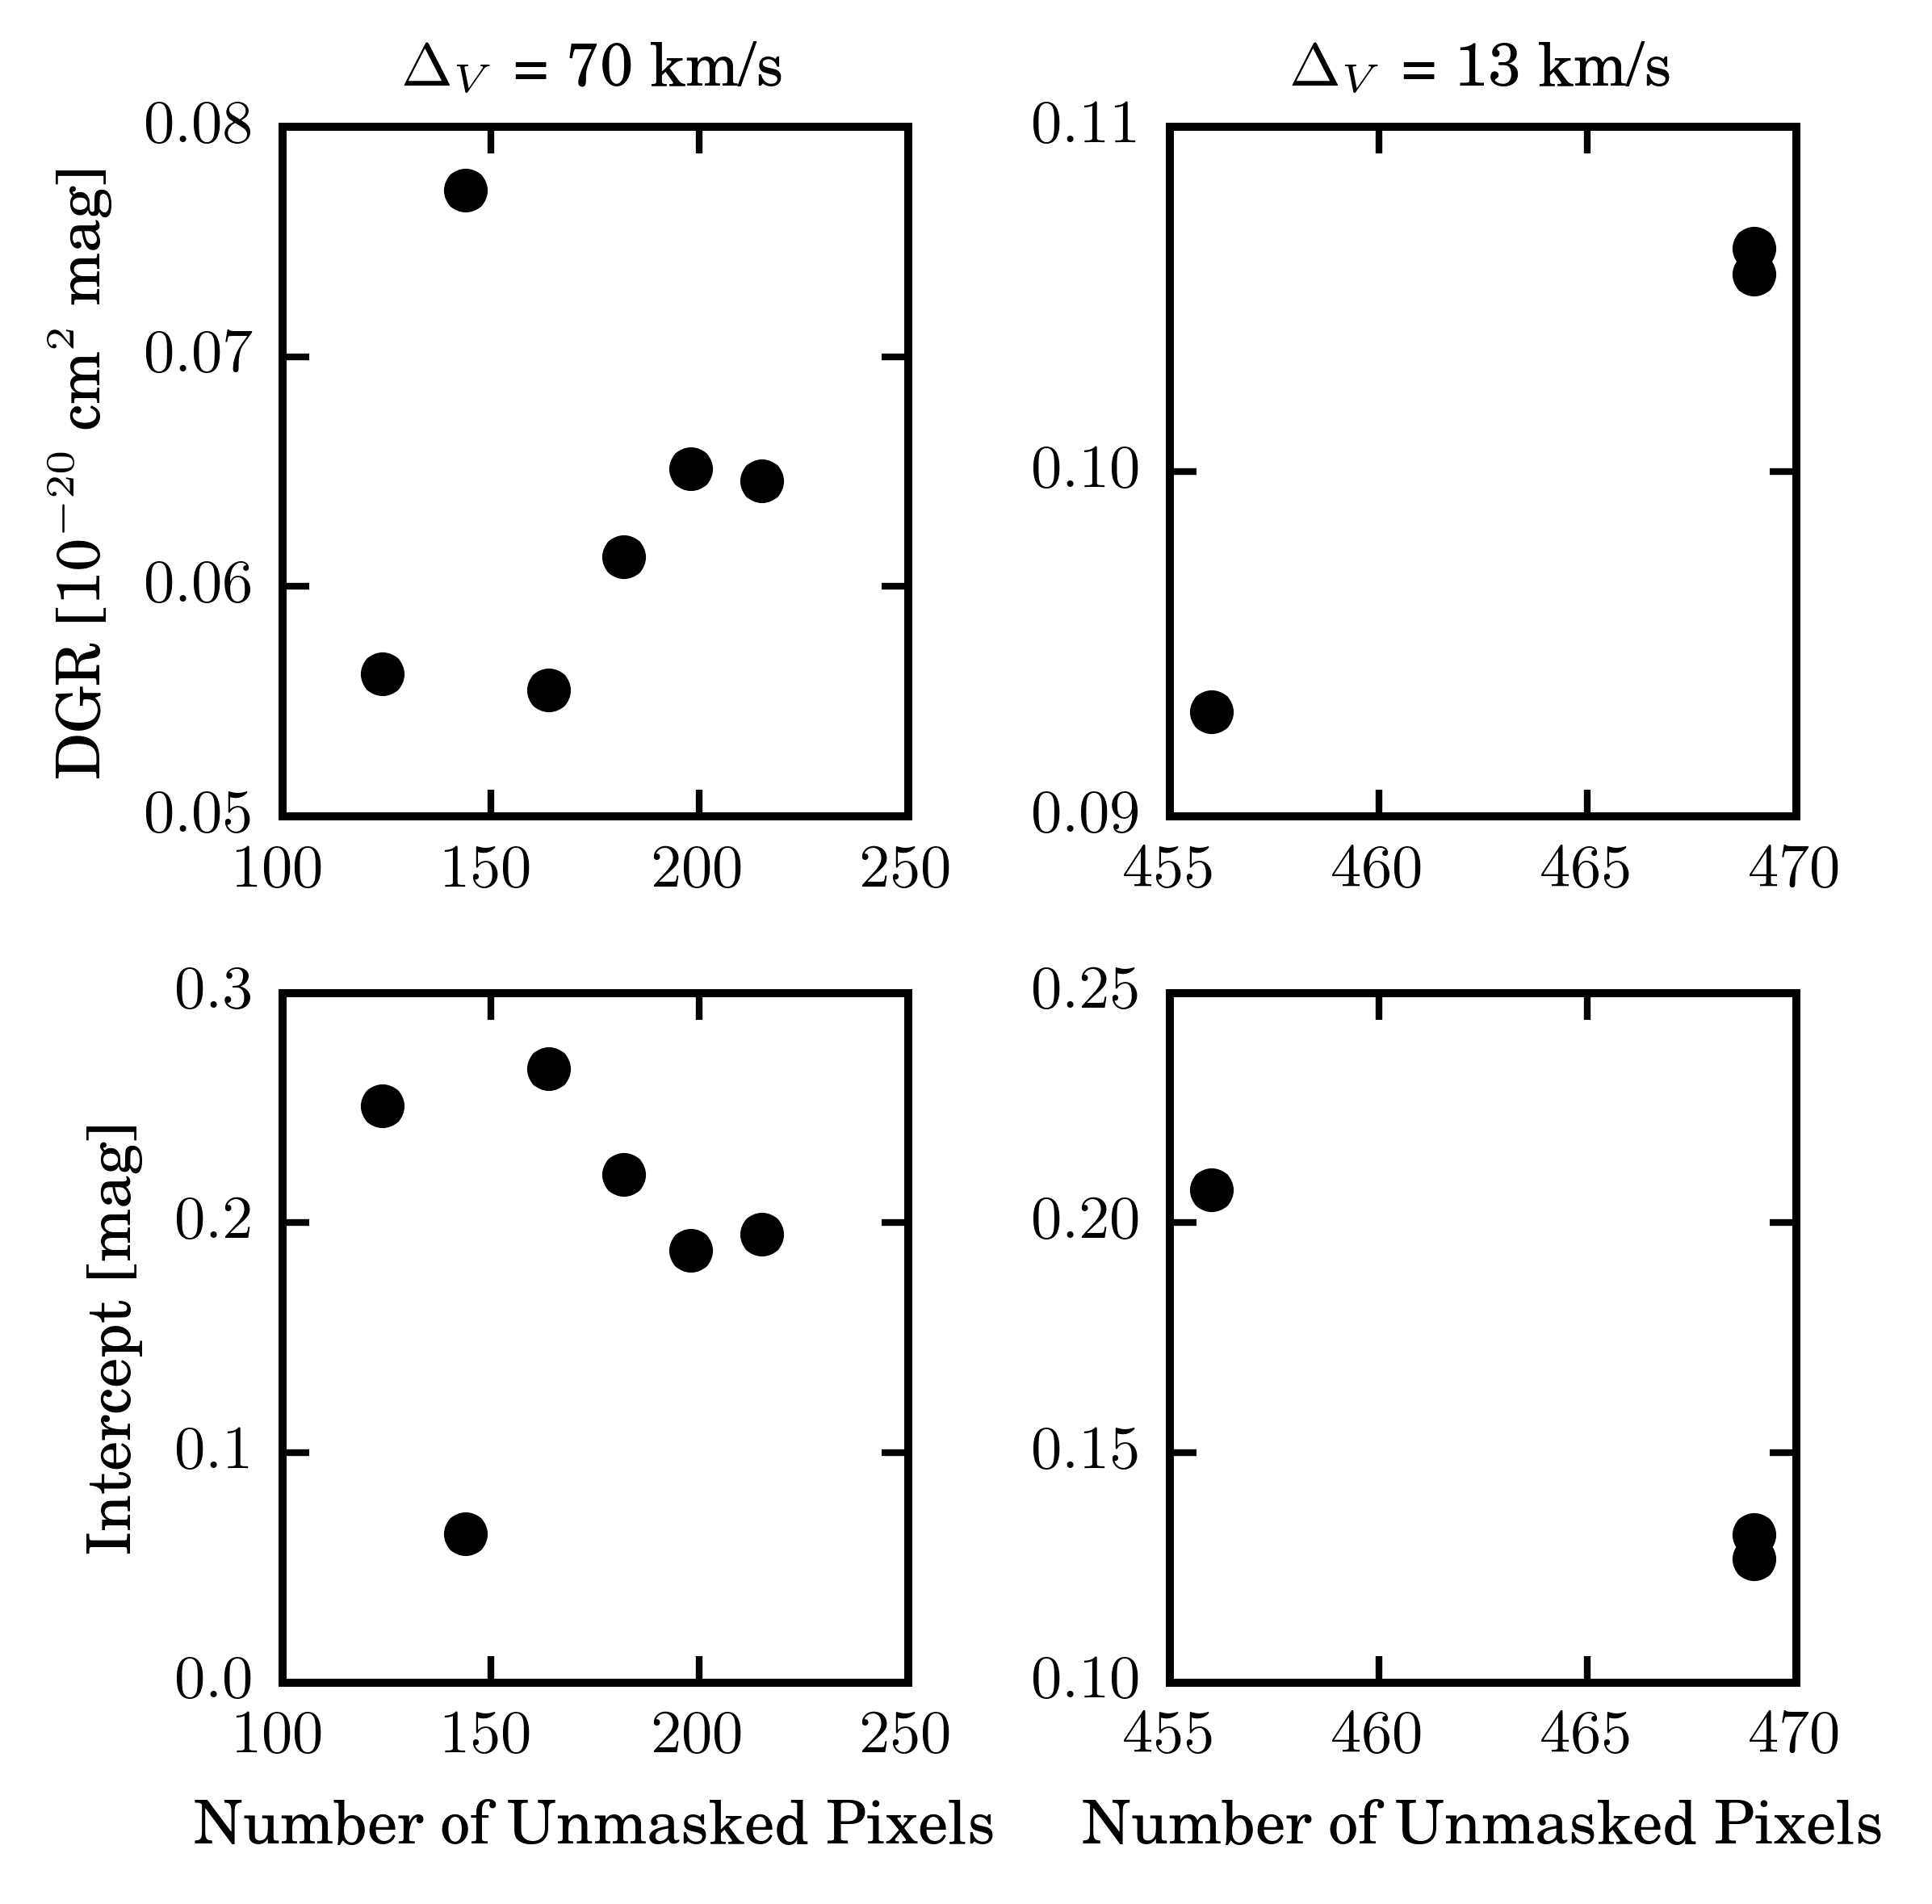 Δ_V = 70 km/s
Δ_V = 13 km/s
DGR [10⁻²⁰ cm² mag]
0.08
0.07
0.06
0.05
100 150 200 250
0.11
0.10
0.09
455 460 465 470
Intercept [mag]
0.3
0.2
0.1
0.0
100 150 200 250
Number of Unmasked Pixels
0.25
0.20
0.15
0.10
455 460 465 470
Number of Unmasked Pixels